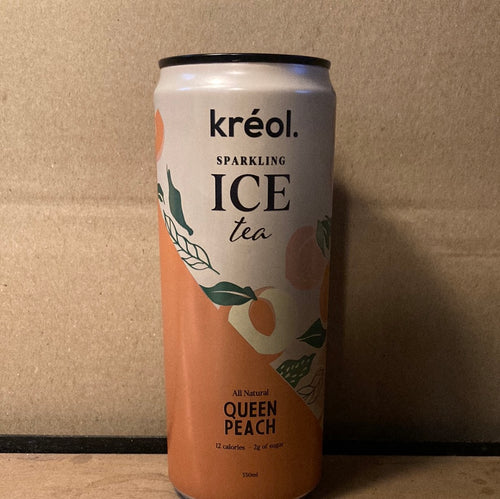 kréol.
SPARKLING
ICE
tea
All Natural
QUEEN
PEACH
12 calories - 2g of sugar
330ml